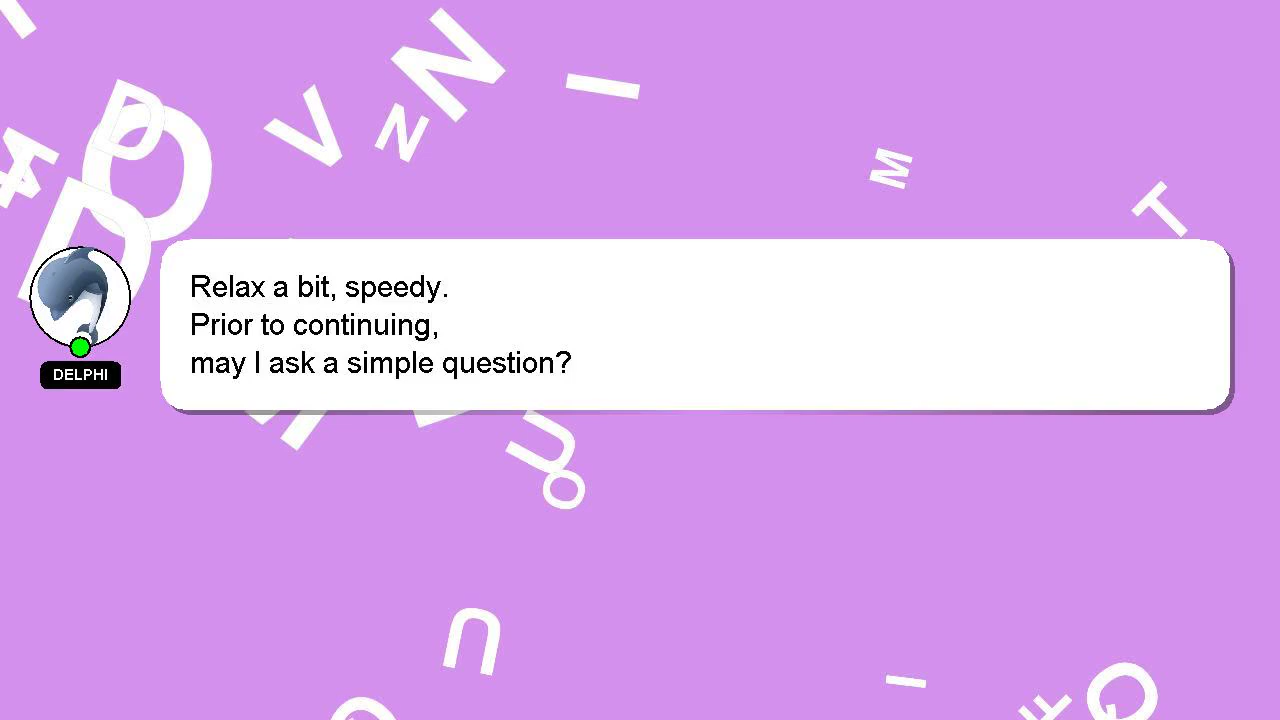 Relax a bit, speedy.
Prior to continuing,
may I ask a simple question?
DELPHI